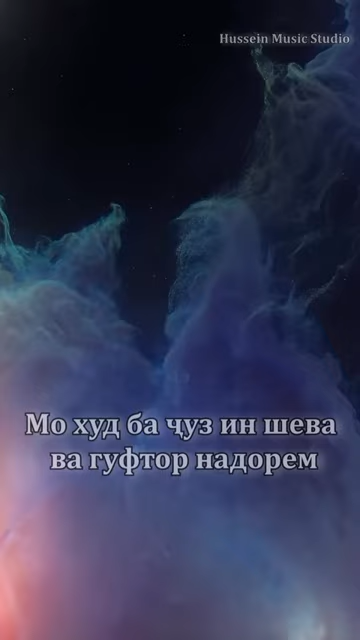 Hussein Music Studio
Мо худ ба ҷуз ин шева
ва гуфтор надорем